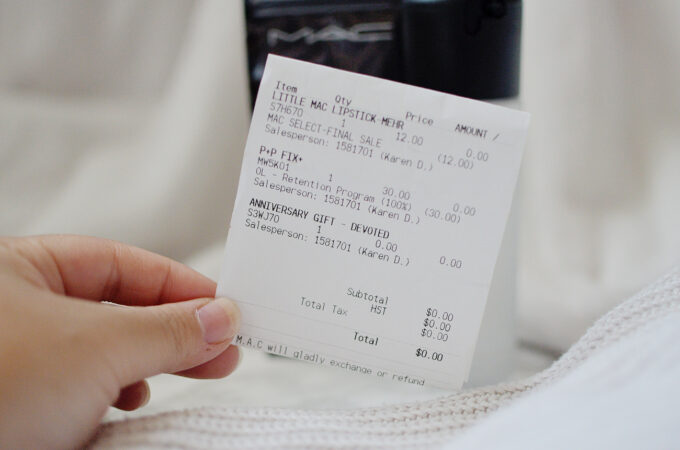 MAC
Item Qty Price AMOUNT /
LITTLE MAC LIPSTICK-MEHR
S7H670 1 12.00 0.00
MAC SELECT-FINAL SALE (12.00)
Salesperson: 1581701 (Karen D.)
P+P FIX+
MW5K01 1 30.00 0.00
OL - Retention Program (100%) (30.00)
Salesperson: 1581701 (Karen D.)
ANNIVERSARY GIFT - DEVOTED
S3WJ70 1 0.00 0.00
Salesperson: 1581701 (Karen D.)
Subtotal $0.00
HST $0.00
Total Tax $0.00
Total $0.00
M.A.C will gladly exchange or refund